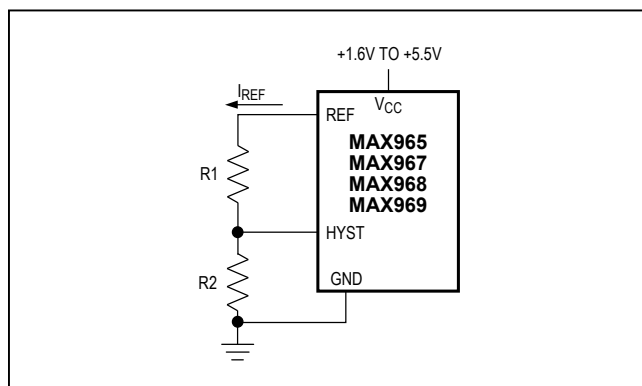 +1.6V TO +5.5V
IREF
VCC
REF
MAX965
MAX967
MAX968
MAX969
R1
HYST
R2
GND